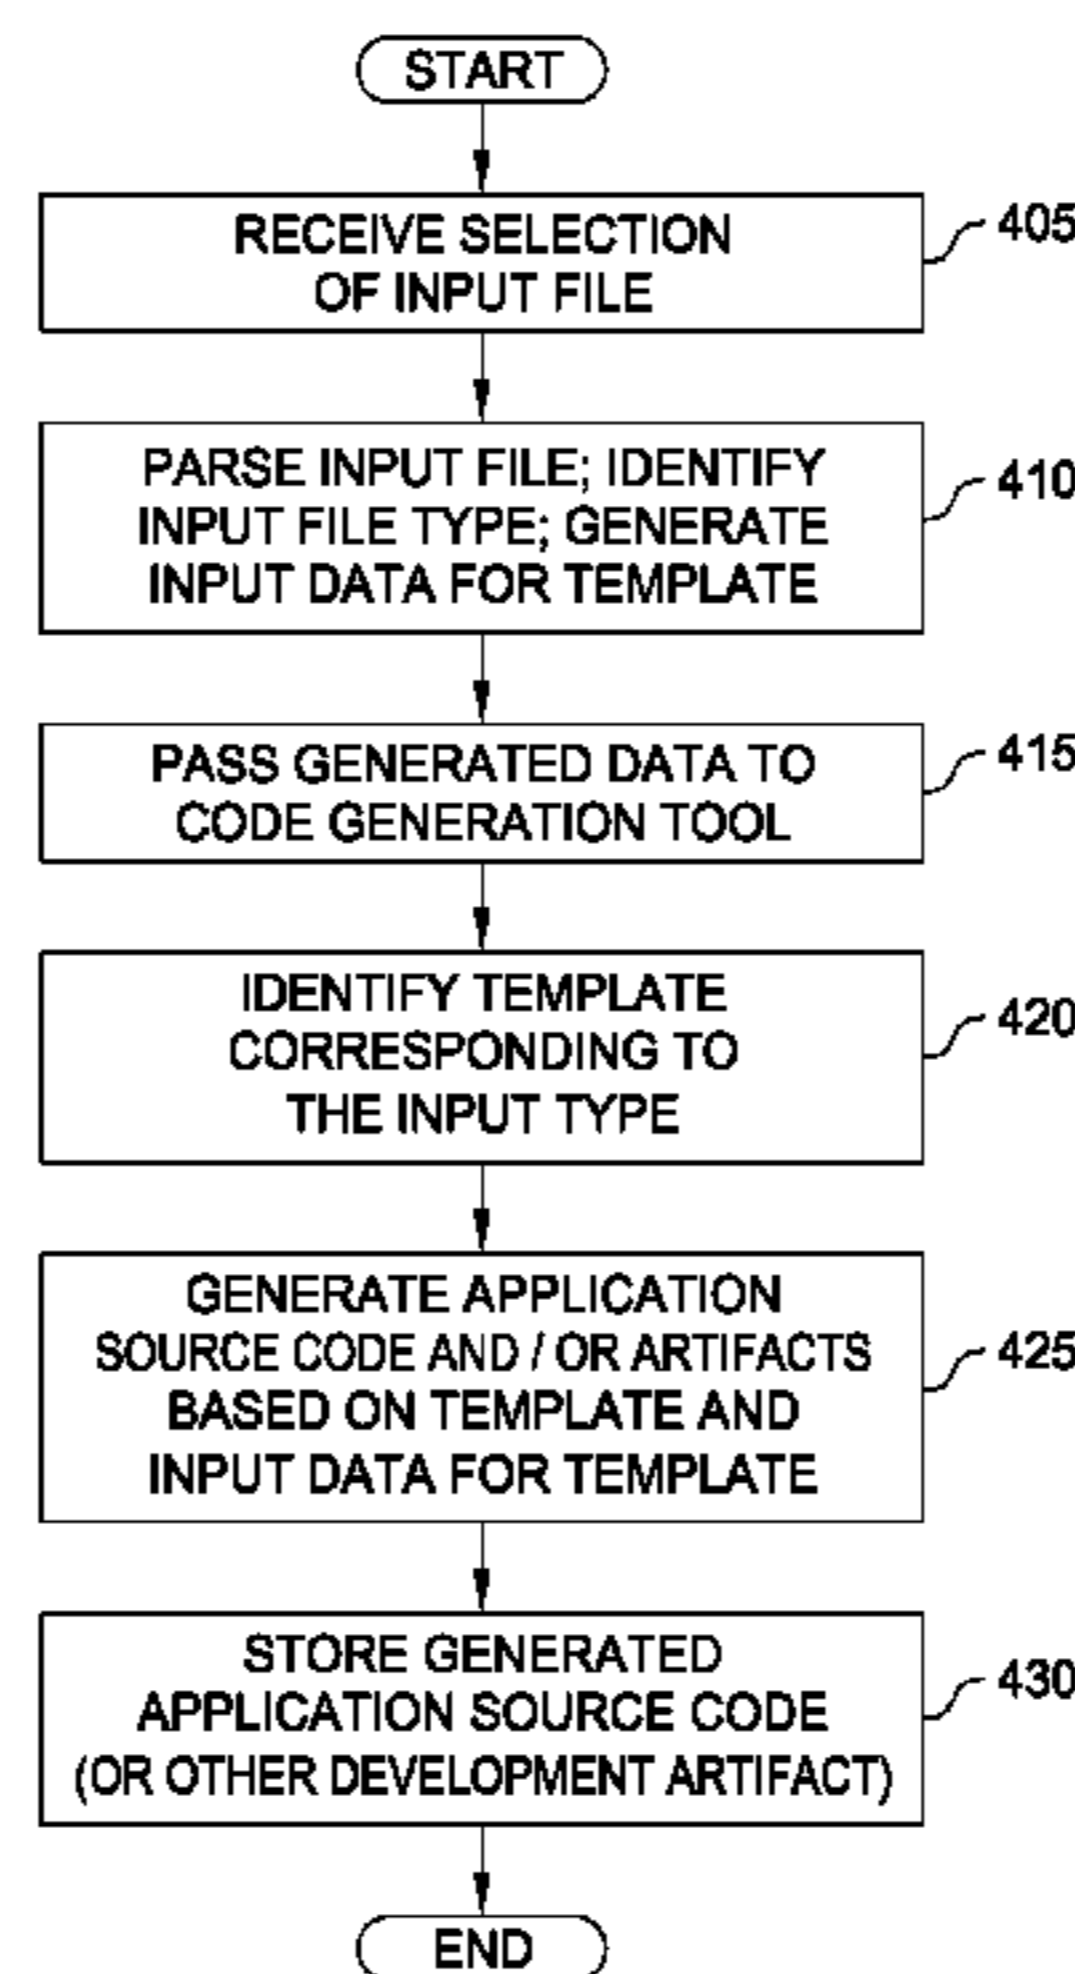 START
RECEIVE SELECTION
OF INPUT FILE
405
PARSE INPUT FILE; IDENTIFY
INPUT FILE TYPE; GENERATE
INPUT DATA FOR TEMPLATE
410
PASS GENERATED DATA TO
CODE GENERATION TOOL
415
IDENTIFY TEMPLATE
CORRESPONDING TO
THE INPUT TYPE
420
GENERATE APPLICATION
SOURCE CODE AND / OR ARTIFACTS
BASED ON TEMPLATE AND
INPUT DATA FOR TEMPLATE
425
STORE GENERATED
APPLICATION SOURCE CODE
(OR OTHER DEVELOPMENT ARTIFACT)
430
END